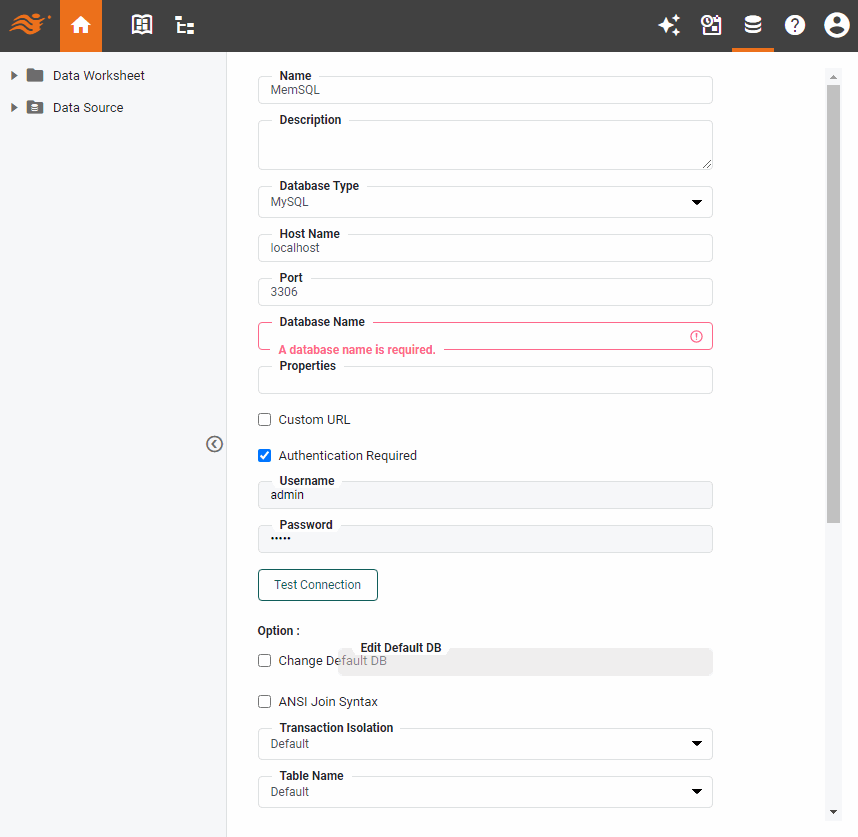 Data Worksheet
Data Source
Name
MemSQL
Description
Database Type
MySQL
Host Name
localhost
Port
3306
Database Name
A database name is required.
Properties
Custom URL
Authentication Required
Username
admin
Password
•••••
Test Connection
Option :
Edit Default DB
Change Default DB
ANSI Join Syntax
Transaction Isolation
Default
Table Name
Default